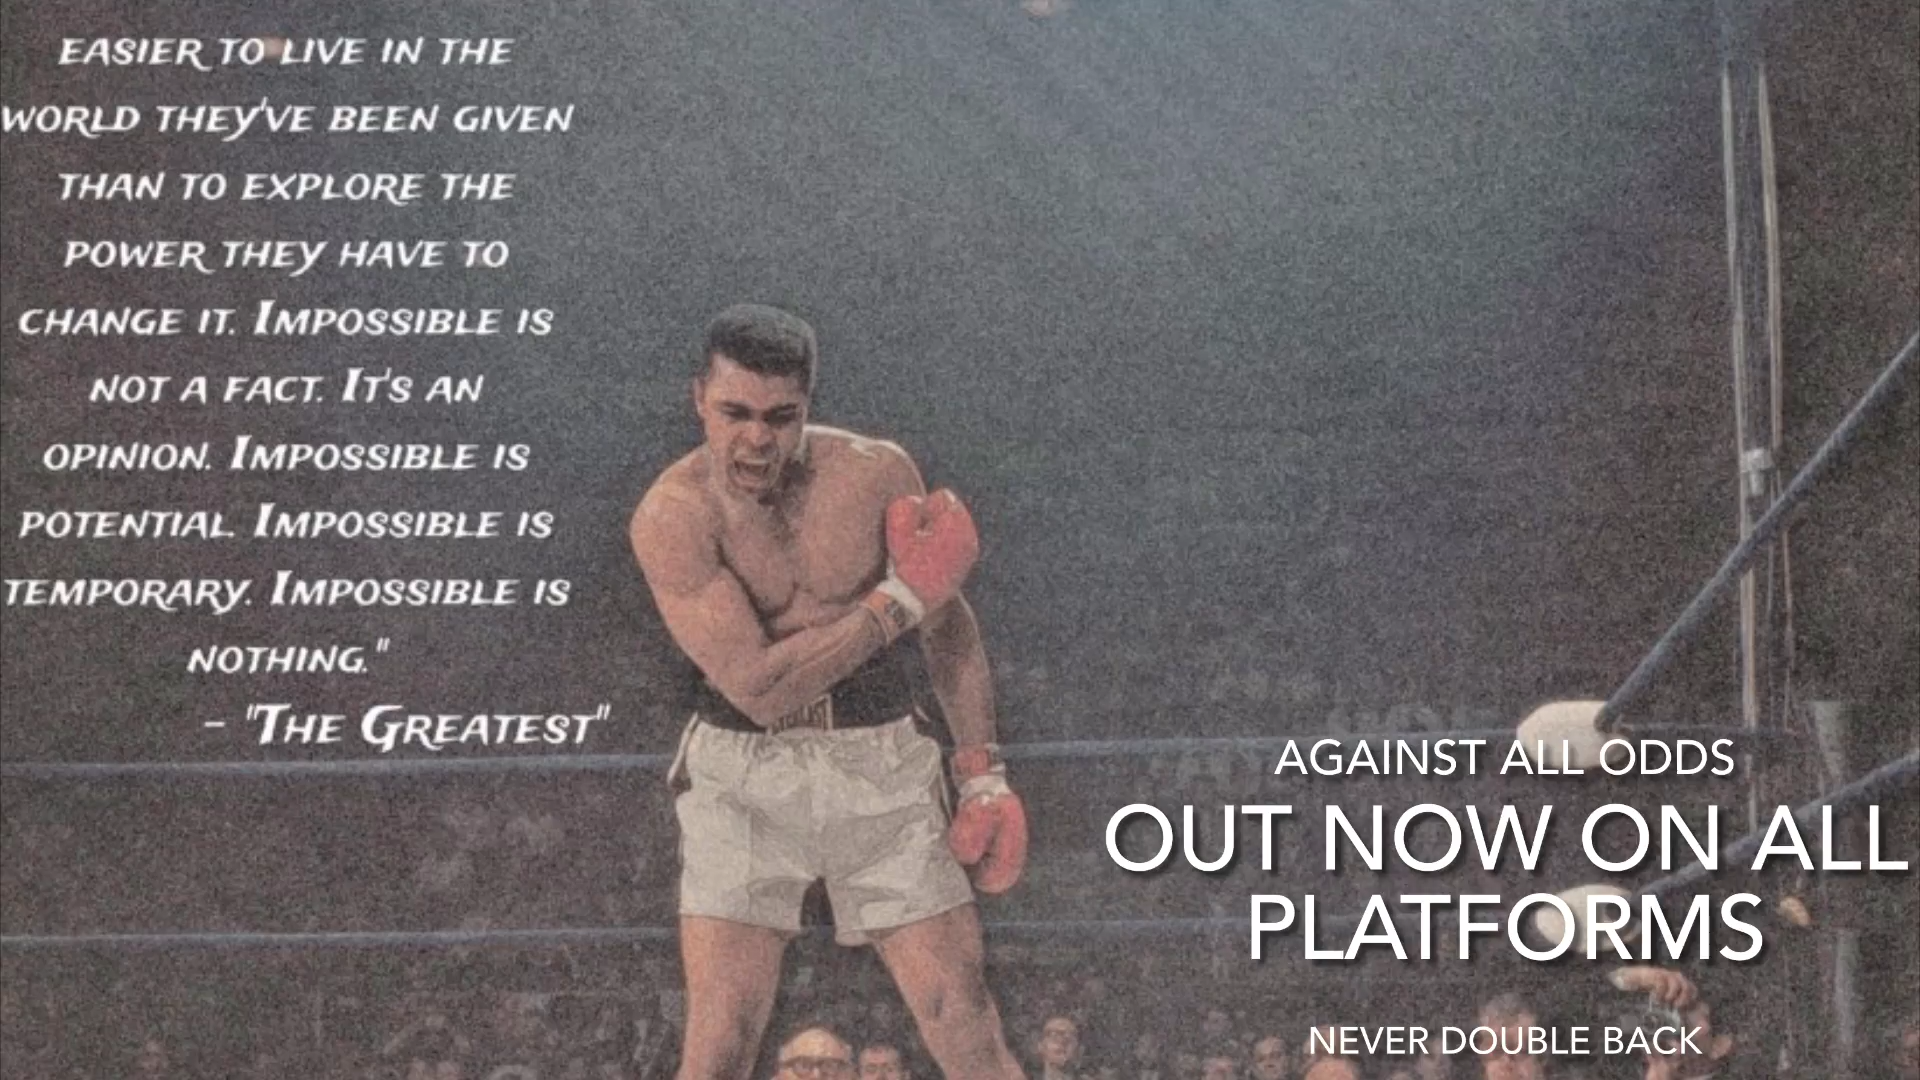 EASIER TO LIVE IN THE
WORLD THEY'VE BEEN GIVEN
THAN TO EXPLORE THE
POWER THEY HAVE TO
CHANGE IT. IMPOSSIBLE IS
NOT A FACT. IT'S AN
OPINION. IMPOSSIBLE IS
POTENTIAL. IMPOSSIBLE IS
TEMPORARY. IMPOSSIBLE IS
NOTHING."
- "THE GREATEST"
AGAINST ALL ODDS
OUT NOW ON ALL
PLATFORMS
NEVER DOUBLE BACK